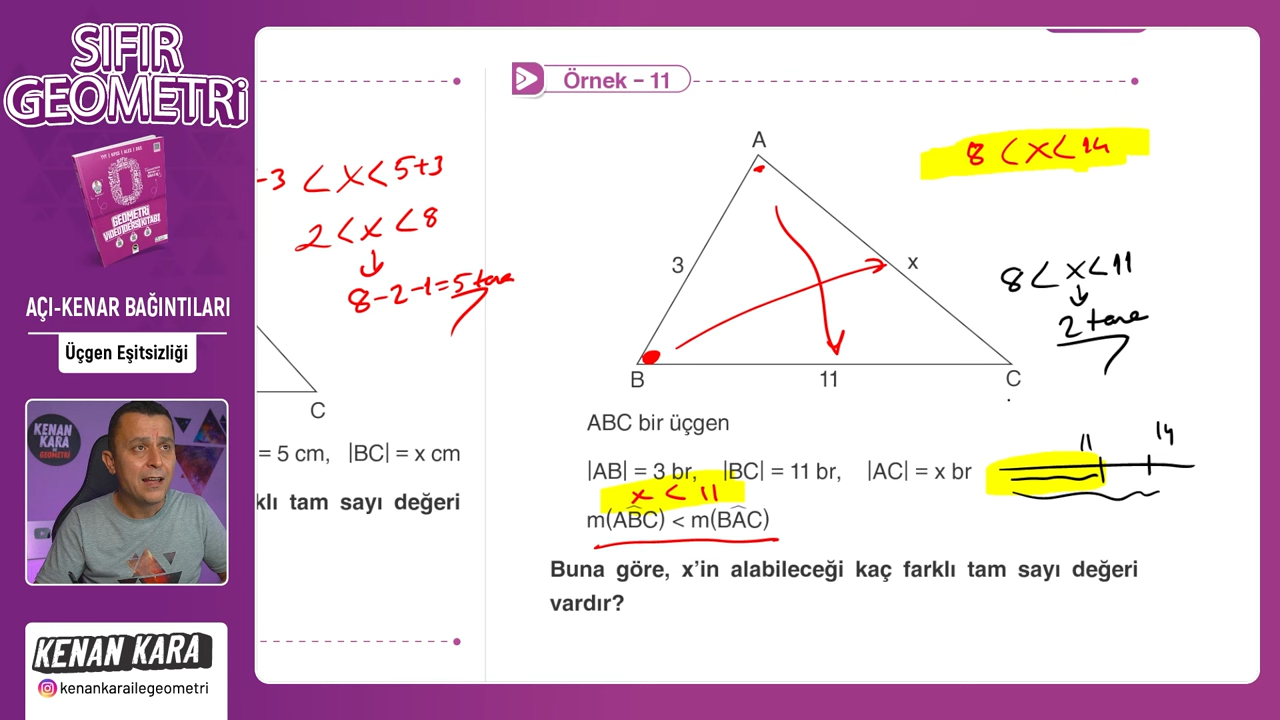 SIFIR
GEOMETRİ
GEOMETRİ
VİDEO DERS KİTABI
AÇI-KENAR BAĞINTILARI
Üçgen Eşitsizliği
KENAN
KARA
GEOMETRİ
KENAN KARA
kenankarailegeometri
-3 < x < 5+3
2 < x < 8
8-2-1=5 tane
C
= 5 cm, |BC| = x cm
klı tam sayı değeri
Örnek – 11
A
8 < x < 14
3
x
8 < x < 11
2 tane
B
11
C
ABC bir üçgen
11
14
|AB| = 3 br, |BC| = 11 br, |AC| = x br
x < 11
m(ABC) < m(BAC)
Buna göre, x'in alabileceği kaç farklı tam sayı değeri
vardır?